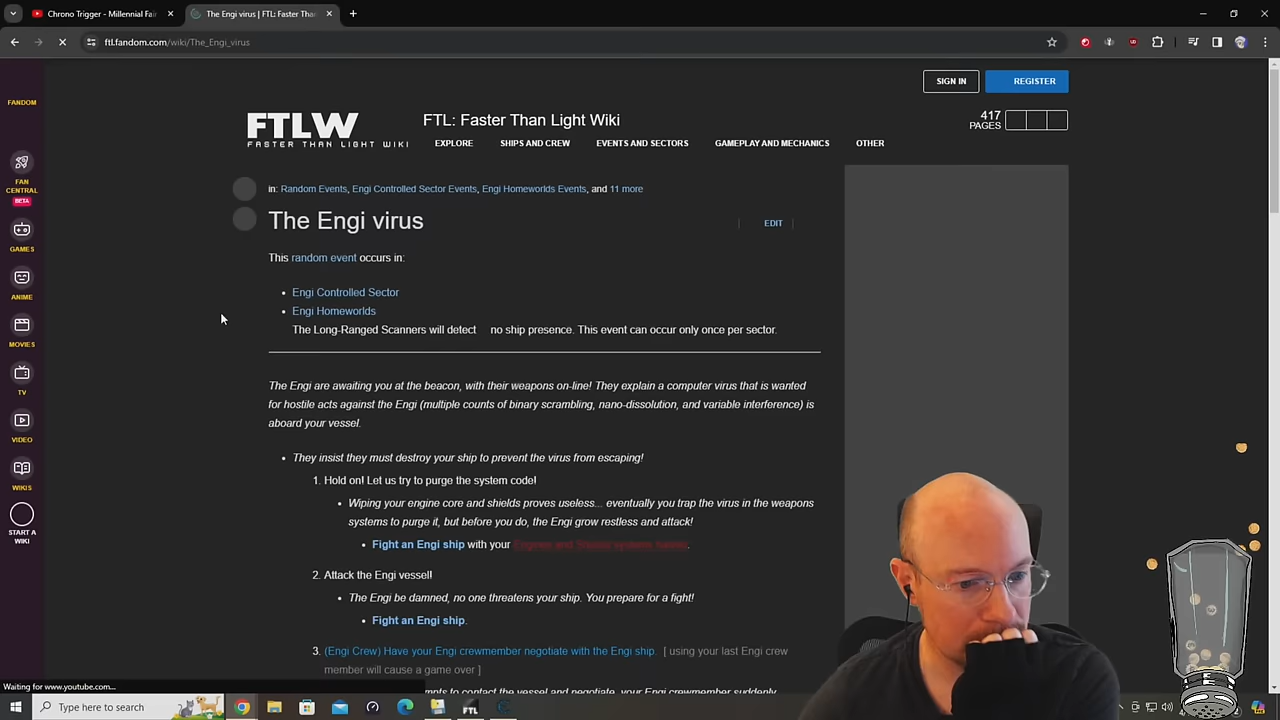 Chrono Trigger - Millennial Fai
The Engi virus | FTL: Faster Than
ftl.fandom.com/wiki/The_Engi_virus
SIGN IN
REGISTER
FANDOM
FTLW
FASTER THAN LIGHT WIKI
FTL: Faster Than Light Wiki
417
PAGES
EXPLORE
SHIPS AND CREW
EVENTS AND SECTORS
GAMEPLAY AND MECHANICS
OTHER
FAN
CENTRAL
BETA
GAMES
ANIME
MOVIES
TV
VIDEO
WIKIS
START A
WIKI
in: Random Events, Engi Controlled Sector Events, Engi Homeworlds Events, and 11 more
The Engi virus
EDIT
This random event occurs in:
Engi Controlled Sector
Engi Homeworlds
The Long-Ranged Scanners will detect no ship presence. This event can occur only once per sector.
The Engi are awaiting you at the beacon, with their weapons on-line! They explain a computer virus that is wanted
for hostile acts against the Engi (multiple counts of binary scrambling, nano-dissolution, and variable interference) is
aboard your vessel.
They insist they must destroy your ship to prevent the virus from escaping!
1. Hold on! Let us try to purge the system code!
Wiping your engine core and shields proves useless... eventually you trap the virus in the weapons
systems to purge it, but before you do, the Engi grow restless and attack!
Fight an Engi ship with your
2. Attack the Engi vessel!
The Engi be damned, no one threatens your ship. You prepare for a fight!
Fight an Engi ship.
3. (Engi Crew) Have your Engi crewmember negotiate with the Engi ship. [ using your last Engi crew
member will cause a game over ]
to contact the vessel and negotiate, your Engi crewmember suddenly
Waiting for www.youtube.com...
Type here to search
FTL